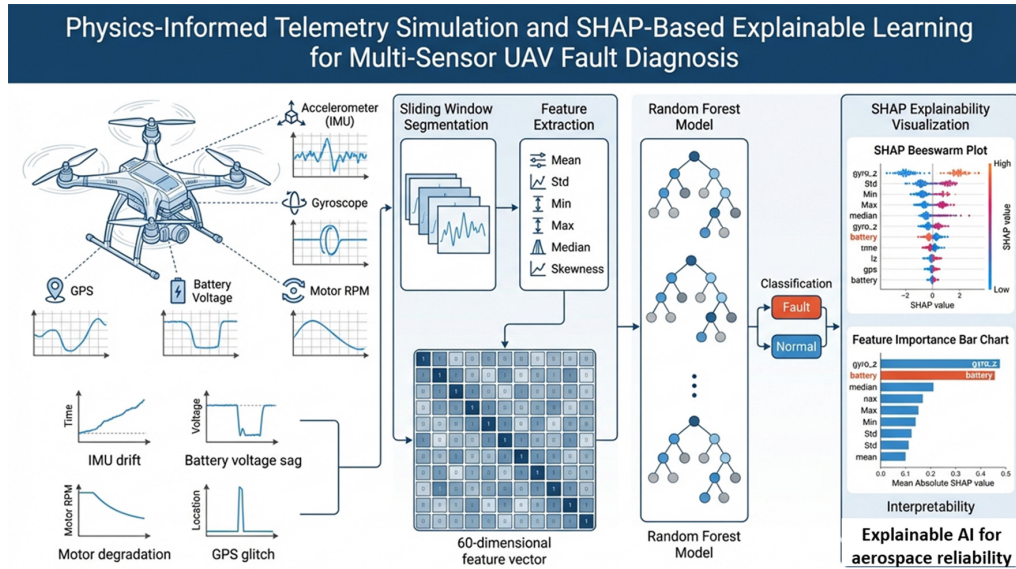 Physics-Informed Telemetry Simulation and SHAP-Based Explainable Learning
for Multi-Sensor UAV Fault Diagnosis
Accelerometer
(IMU)
Gyroscope
GPS
Battery
Voltage
Motor RPM
Time
IMU drift
Voltage
Battery voltage sag
Motor RPM
Motor degradation
Location
GPS glitch
Sliding Window
Segmentation
Feature
Extraction
Mean
Std
Min
Max
Median
Skewness
60-dimensional
feature vector
Random Forest
Model
Random Forest
Model
Classification
Fault
Normal
SHAP Explainability
Visualization
SHAP Beeswarm Plot
High
gyro_z
Std
Min
Max
median
gyro_z
battery
tme
lz
gps
battery
-2 0 2
SHAP value
SHAP value
Low
Feature Importance Bar Chart
gyro_z
battery battery
median
nax
Max
Min
Std
Std
mean
0.0 0.1 0.2 0.3 0.4 0.5
Mean Absolute SHAP value
Interpretability
Explainable AI for
aerospace reliability